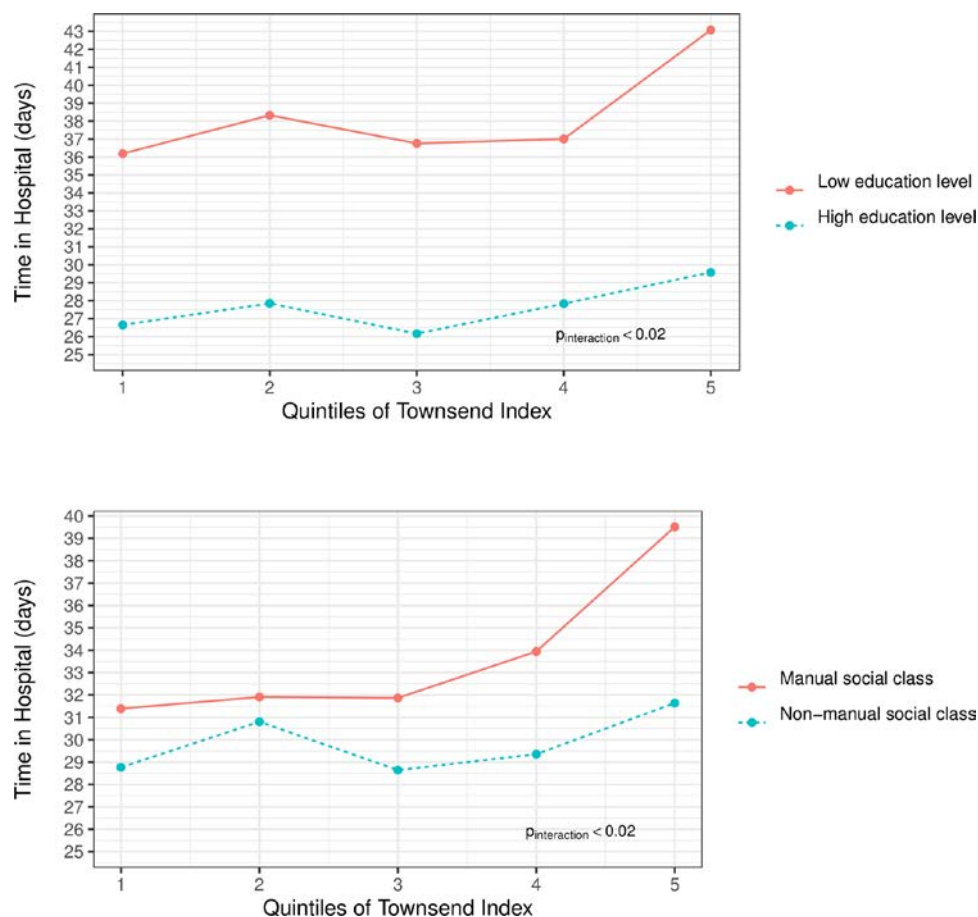 43
42
41
40
39
38
37
36
35
34
33
32
31
30
29
28
27
26
25
Time in Hospital (days)
1 2 3 4 5
Quintiles of Townsend Index
Pinteraction < 0.02
Low education level
High education level
40
39
38
37
36
35
34
33
32
31
30
29
28
27
26
25
Time in Hospital (days)
1 2 3 4 5
Quintiles of Townsend Index
Pinteraction < 0.02
Manual social class
Non−manual social class